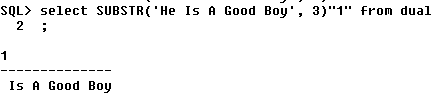 SQL> select SUBSTR('He Is A Good Boy', 3)"1" from dual
  2  ;
1
--------------
 Is A Good Boy